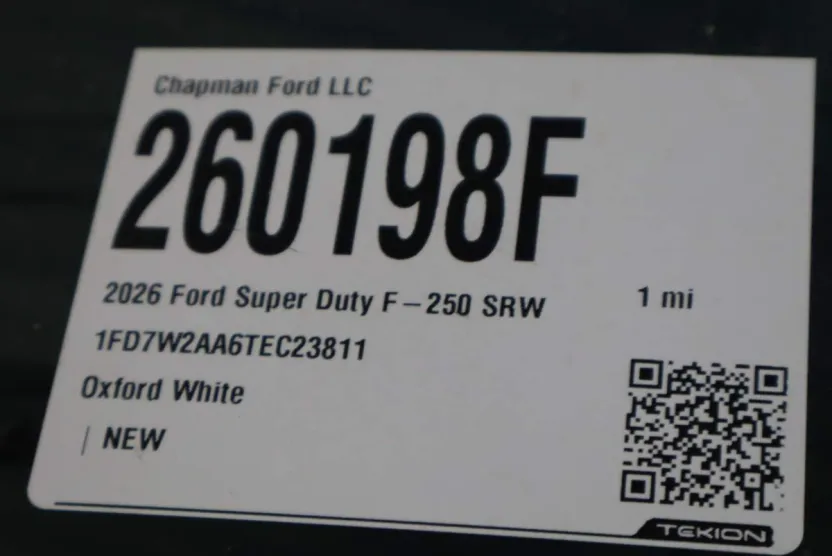 Chapman Ford LLC
260198F
2026 Ford Super Duty F-250 SRW
1 mi
1FD7W2AA6TEC23811
Oxford White
| NEW
TEKION